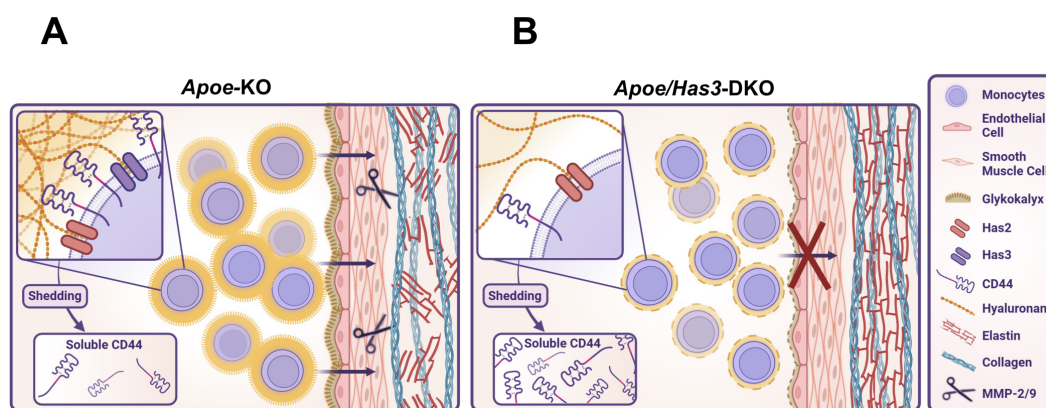 A
B
Apoe-KO
Apoe/Has3-DKO
Shedding
Soluble CD44
Shedding
Soluble CD44
Monocytes
Endothelial
Cell
Smooth
Muscle Cell
Glykokalyx
Has2
Has3
CD44
Hyaluronan
Elastin
Collagen
MMP-2/9